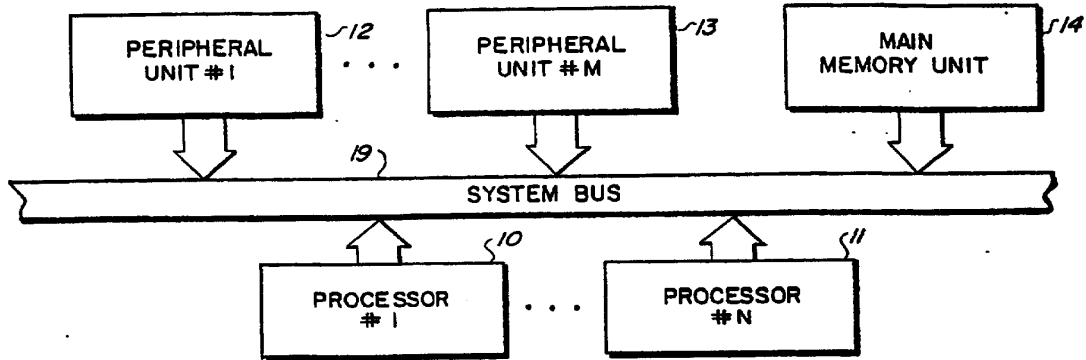 PERIPHERAL
UNIT # 1
12
. . .
PERIPHERAL
UNIT # M
13
MAIN
MEMORY UNIT
14
19
SYSTEM BUS
PROCESSOR
# 1
10
. . .
PROCESSOR
# N
11